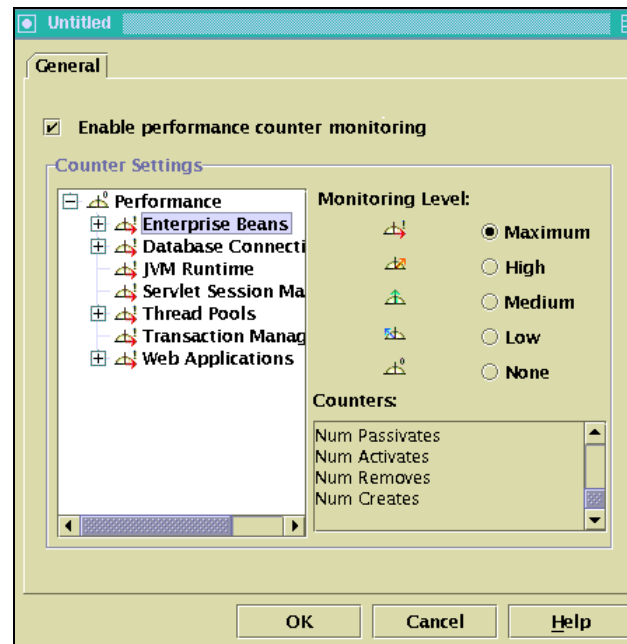 Untitled
General
Enable performance counter monitoring
Counter Settings
Performance
Enterprise Beans
Database Connecti
JVM Runtime
Servlet Session Ma
Thread Pools
Transaction Manag
Web Applications
Monitoring Level:
Maximum
High
Medium
Low
None
Counters:
Num Passivates
Num Activates
Num Removes
Num Creates
OK
Cancel
Help